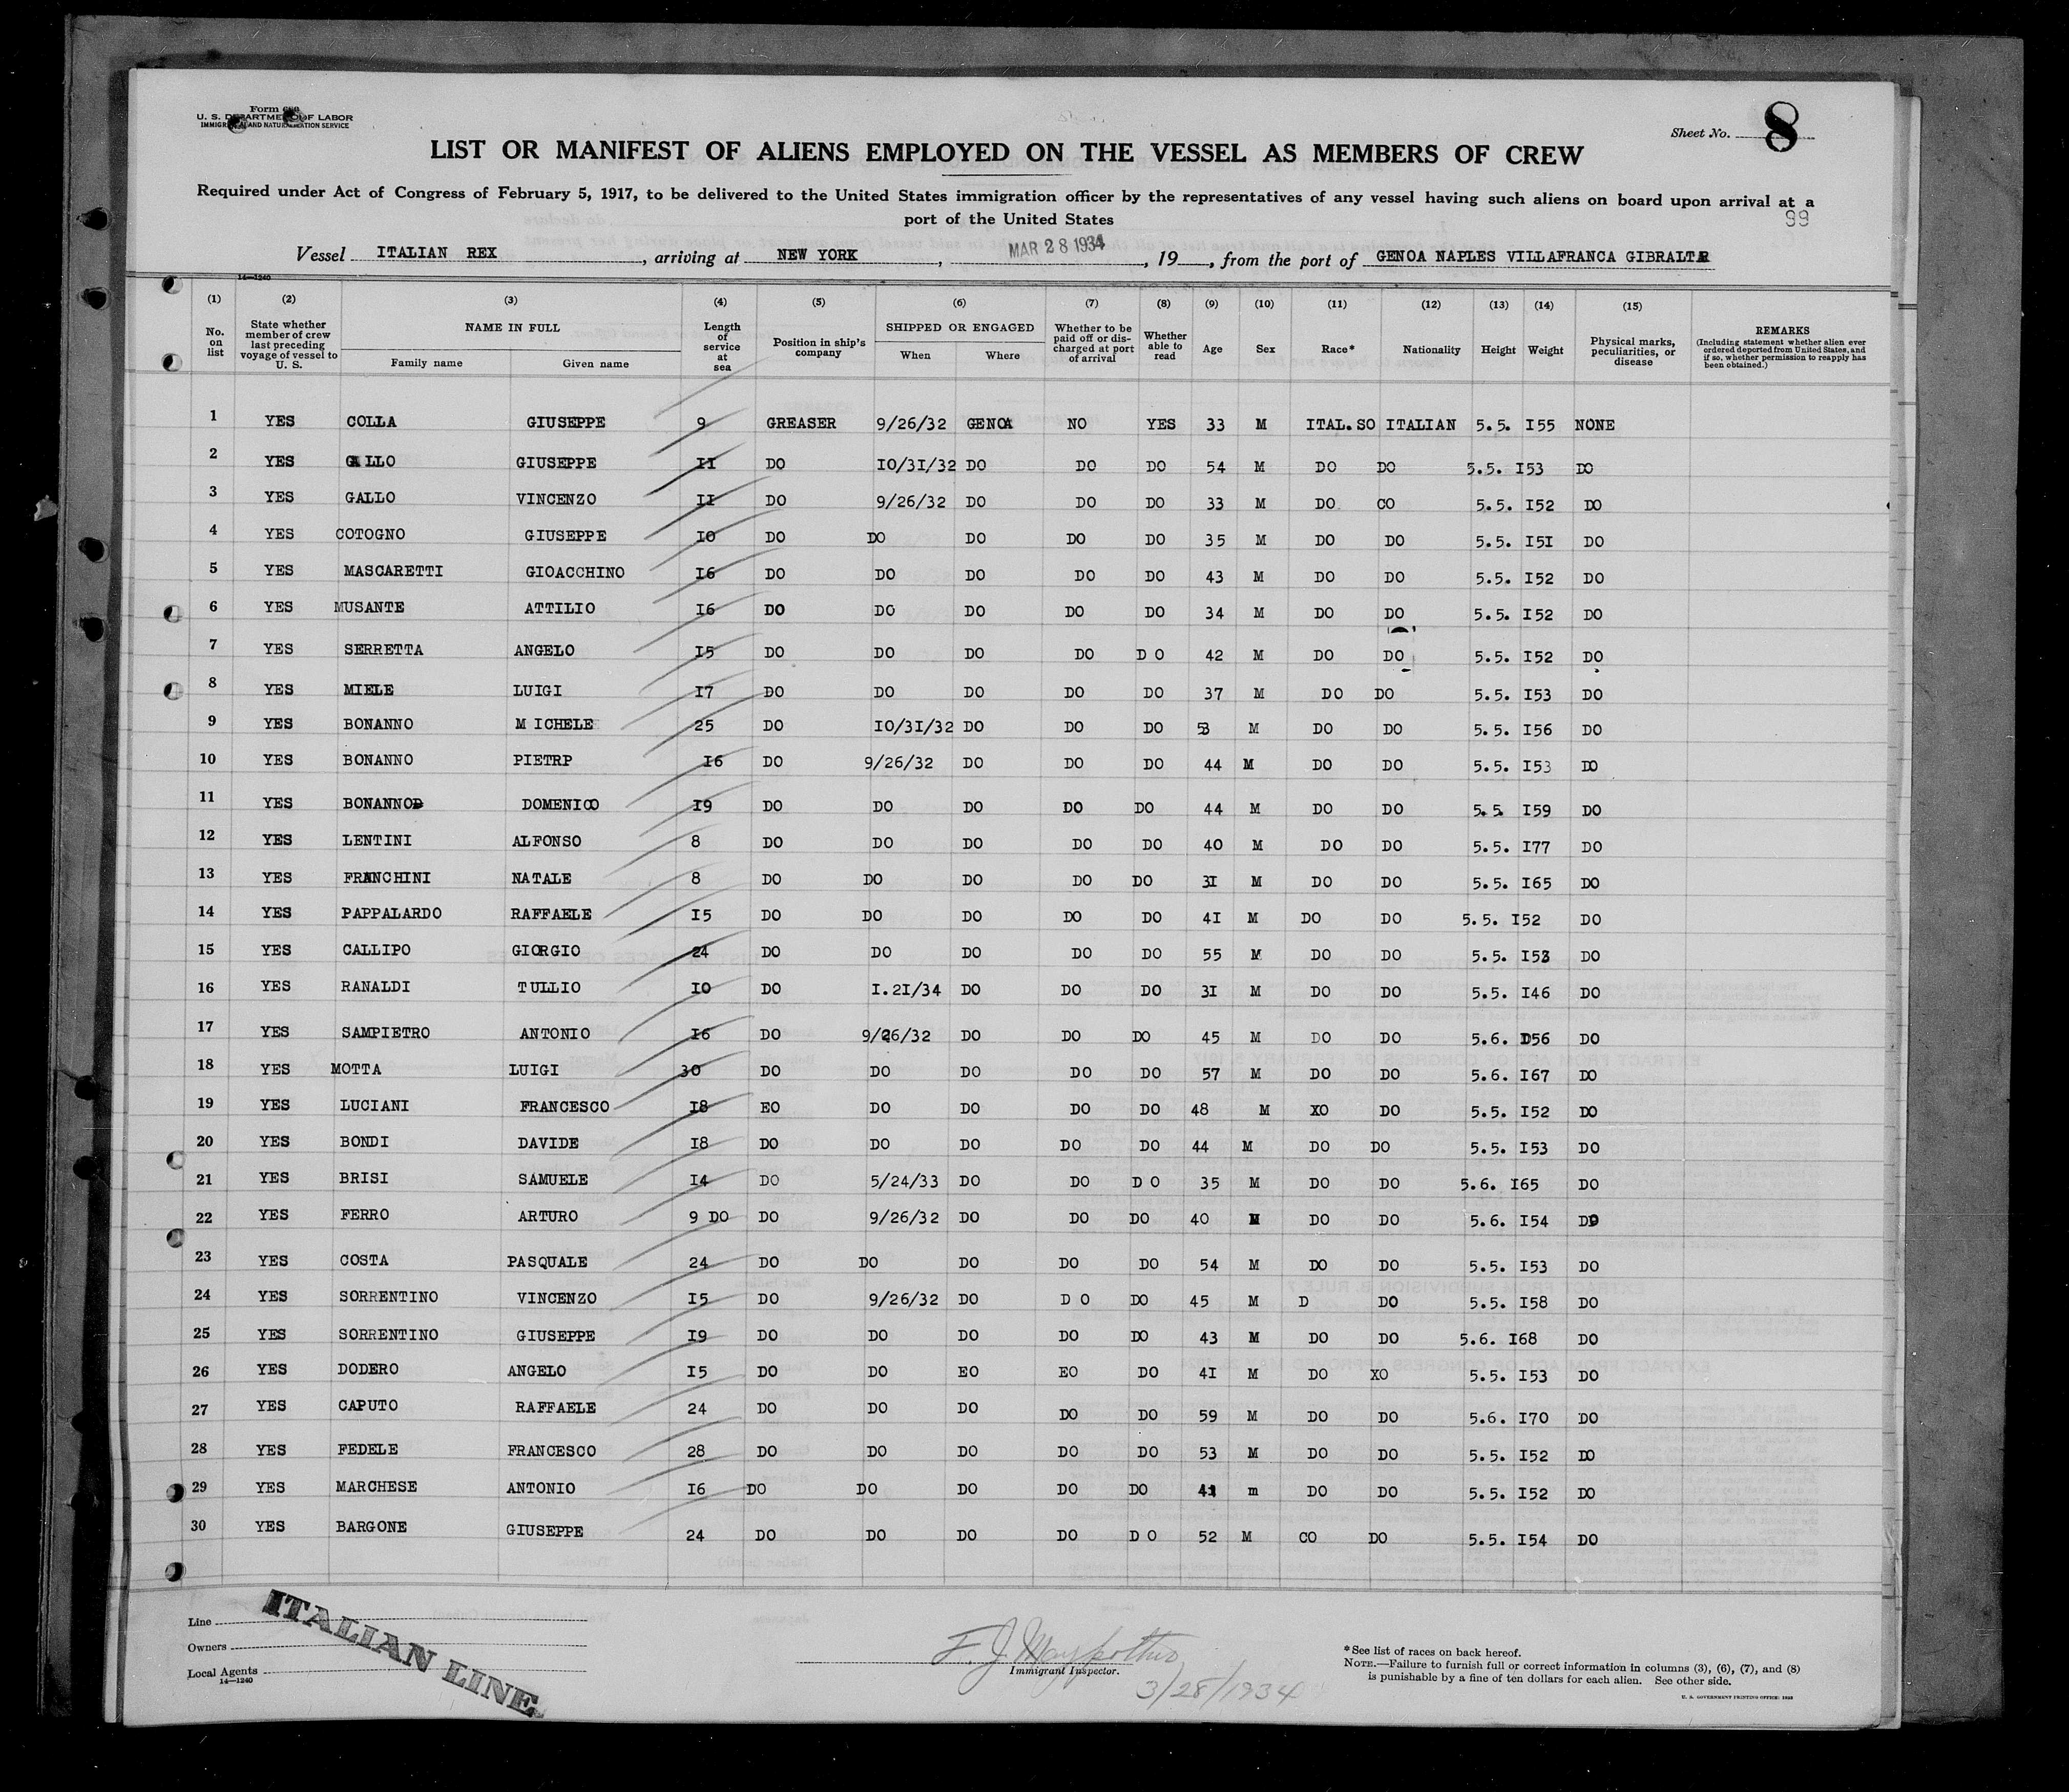 Form 680
U. S. DEPARTMENT OF LABOR
IMMIGRATION AND NATURALIZATION SERVICE
Sheet No. 8
LIST OR MANIFEST OF ALIENS EMPLOYED ON THE VESSEL AS MEMBERS OF CREW
Required under Act of Congress of February 5, 1917, to be delivered to the United States immigration officer by the representatives of any vessel having such aliens on board upon arrival at a
port of the United States
99
Vessel ITALIAN REX, arriving at NEW YORK, MAR 28 1934, 19, from the port of GENOA NAPLES VILLAFRANCA GIBRALTR
14—1240
(1) (2) (3) (4) (5) (6) (7) (8) (9) (10) (11) (12) (13) (14) (15)
No. on list
State whether member of crew last preceding voyage of vessel to U. S.
NAME IN FULL
Family name
Given name
Length of service at sea
Position in ship's company
SHIPPED OR ENGAGED
When
Where
Whether to be paid off or discharged at port of arrival
Whether able to read
Age
Sex
Race*
Nationality
Height
Weight
Physical marks, peculiarities, or disease
REMARKS
(Including statement whether alien ever ordered deported from United States, and if so, whether permission to reapply has been obtained.)
1 YES COLLA GIUSEPPE 9 GREASER 9/26/32 GENOA NO YES 33 M ITAL.SO ITALIAN 5.5. I55 NONE
2 YES GALLO GIUSEPPE II DO IO/3I/32 DO DO DO 54 M DO DO 5.5. I53 DO
3 YES GALLO VINCENZO II DO 9/26/32 DO DO DO 33 M DO CO 5.5. I52 DO
4 YES COTOGNO GIUSEPPE IO DO DO DO DO DO 35 M DO DO 5.5. I5I DO
5 YES MASCARETTI GIOACCHINO I6 DO DO DO DO DO 43 M DO DO 5.5. I52 DO
6 YES MUSANTE ATTILIO I6 DO DO DO DO DO 34 M DO DO 5.5. I52 DO
7 YES SERRETTA ANGELO I5 DO DO DO DO D O 42 M DO DO 5.5. I52 DO
8 YES MIELE LUIGI I7 DO DO DO DO DO 37 M DO DO 5.5. I53 DO
9 YES BONANNO M ICHELE 25 DO IO/3I/32 DO DO DO 53 M DO DO 5.5. I56 DO
10 YES BONANNO PIETRP I6 DO 9/26/32 DO DO DO 44 M DO DO 5.5. I53 DO
11 YES BONANNO DOMENICO I9 DO DO DO DO DO 44 M DO DO 5.5. I59 DO
12 YES LENTINI ALFONSO 8 DO DO DO DO DO 40 M DO DO 5.5. I77 DO
13 YES FRANCHINI NATALE 8 DO DO DO DO DO 3I M DO DO 5.5. I65 DO
14 YES PAPPALARDO RAFFAELE I5 DO DO DO DO DO 4I M DO DO 5.5. I52 DO
15 YES CALLIPO GIORGIO 24 DO DO DO DO DO 55 M DO DO 5.5. I53 DO
16 YES RANALDI TULLIO IO DO I.2I/34 DO DO DO 3I M DO DO 5.5. I46 DO
17 YES SAMPIETRO ANTONIO I6 DO 9/26/32 DO DO DO 45 M DO DO 5.6. I56 DO
18 YES MOTTA LUIGI 30 DO DO DO DO DO 57 M DO DO 5.6. I67 DO
19 YES LUCIANI FRANCESCO I8 EO DO DO DO DO 48 M XO DO 5.5. I52 DO
20 YES BONDI DAVIDE I8 DO DO DO DO DO 44 M DO DO 5.5. I53 DO
21 YES BRISI SAMUELE I4 DO 5/24/33 DO DO D O 35 M DO DO 5.6. I65 DO
22 YES FERRO ARTURO 9 DO DO 9/26/32 DO DO DO 40 M DO DO 5.6. I54 DO
23 YES COSTA PASQUALE 24 DO DO DO DO DO 54 M DO DO 5.5. I53 DO
24 YES SORRENTINO VINCENZO I5 DO 9/26/32 DO D O DO 45 M D DO 5.5. I58 DO
25 YES SORRENTINO GIUSEPPE I9 DO DO DO DO DO 43 M DO DO 5.6. I68 DO
26 YES DODERO ANGELO I5 DO DO EO EO DO 4I M DO XO 5.5. I53 DO
27 YES CAPUTO RAFFAELE 24 DO DO DO DO DO 59 M DO DO 5.6. I70 DO
28 YES FEDELE FRANCESCO 28 DO DO DO DO DO 53 M DO DO 5.5. I52 DO
29 YES MARCHESE ANTONIO I6 DO DO DO DO DO 41 m DO DO 5.5. I52 DO
30 YES BARGONE GIUSEPPE 24 DO DO DO DO D O 52 M CO DO 5.5. I54 DO
Line
Owners
Local Agents
14—1240
ITALIAN LINE
F. J.
Immigrant Inspector.
3/28/1934
*See list of races on back hereof.
NOTE.—Failure to furnish full or correct information in columns (3), (6), (7), and (8)
is punishable by a fine of ten dollars for each alien. See other side.
U. S. GOVERNMENT PRINTING OFFICE: 1932